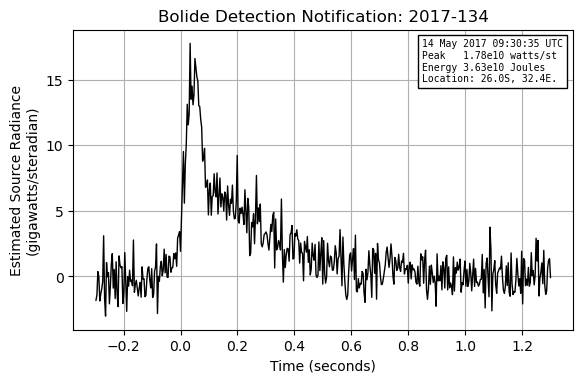 Bolide Detection Notification: 2017-134
14 May 2017 09:30:35 UTC
Peak   1.78e10 watts/st
Energy 3.63e10 Joules
Location: 26.0S, 32.4E.
Estimated Source Radiance
(gigawatts/steradian)
15
10
5
0
−0.2 0.0 0.2 0.4 0.6 0.8 1.0 1.2
Time (seconds)